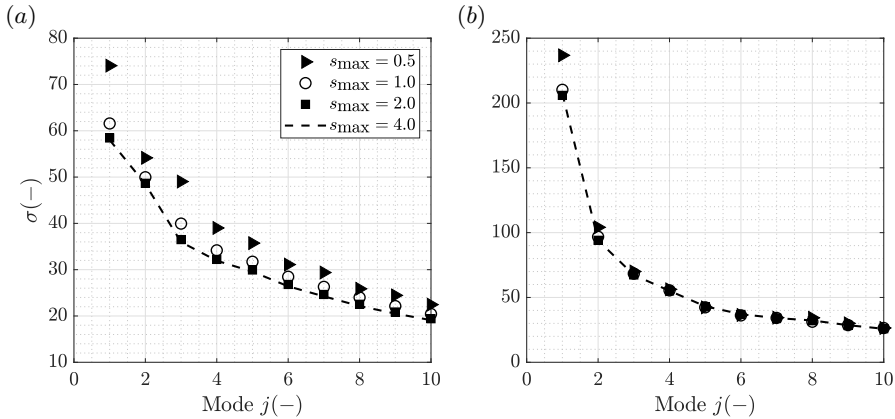 (a)
80
70
60
50
40
30
20
10
σ(−)
s_max = 0.5
s_max = 1.0
s_max = 2.0
s_max = 4.0
0 2 4 6 8 10
Mode j(−)
(b)
250
200
150
100
50
0
0 2 4 6 8 10
Mode j(−)